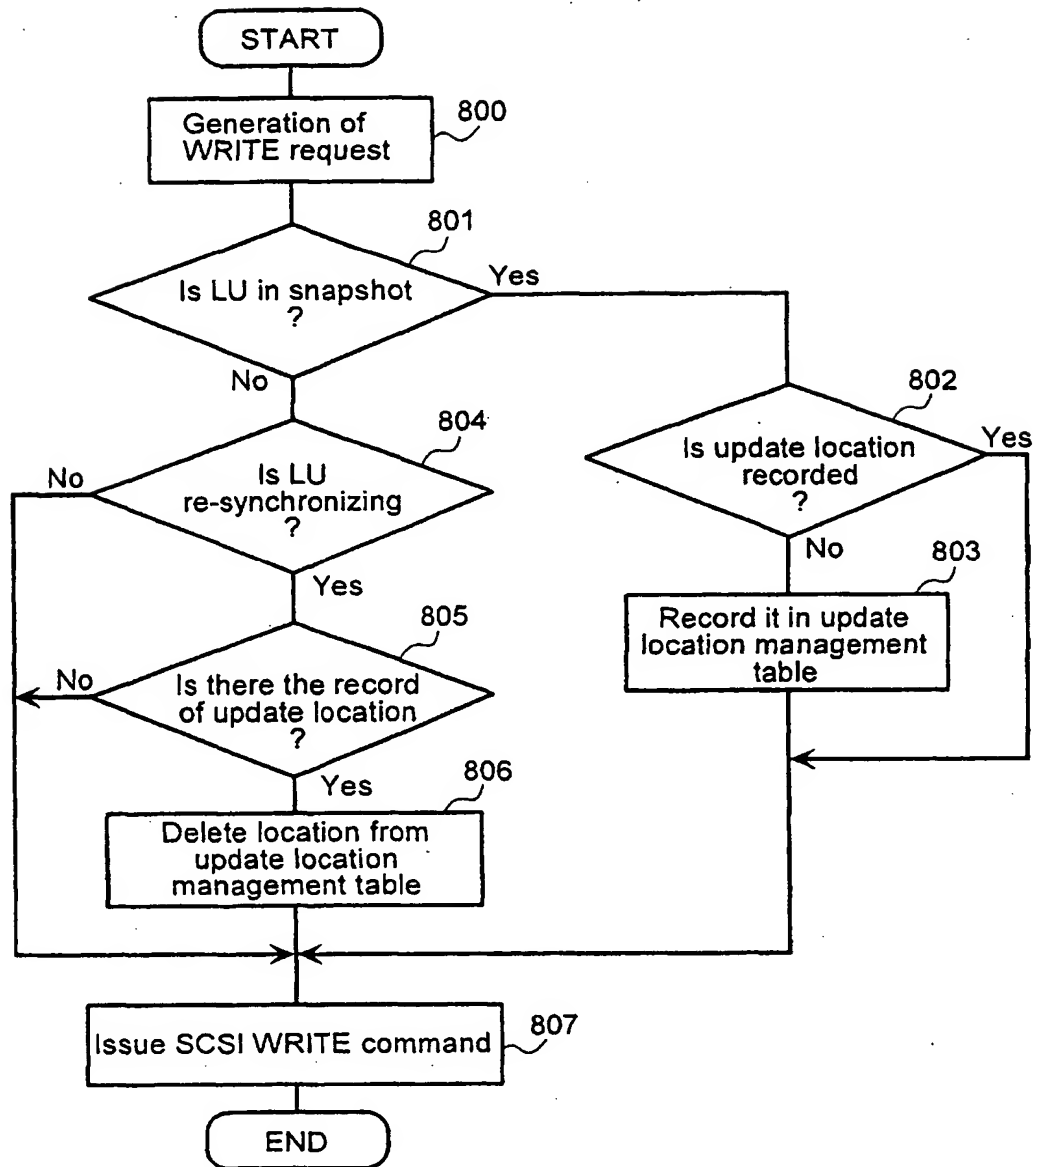 START
Generation of
WRITE request
800
801
Is LU in snapshot
?
Yes
No
802
Is update location
recorded
?
Yes
No
804
Is LU
re-synchronizing
?
No
Yes
803
Record it in update
location management
table
805
Is there the record
of update location
?
No
Yes
806
Delete location from
update location
management table
Issue SCSI WRITE command
807
END